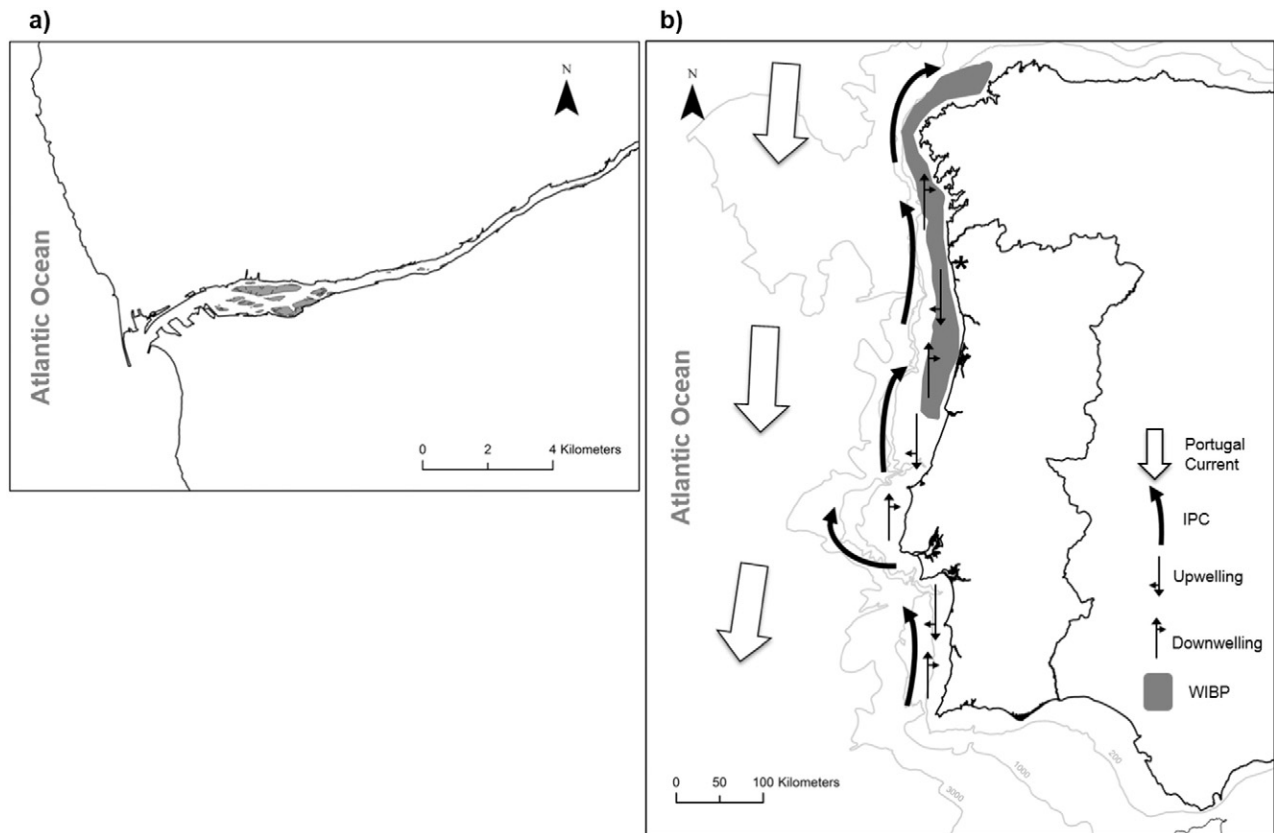 a)
N
Atlantic Ocean
0 2 4 Kilometers
b)
N
Atlantic Ocean
*
Portugal
Current
IPC
Upwelling
Downwelling
WIBP
200
1000
3000
0 50 100 Kilometers